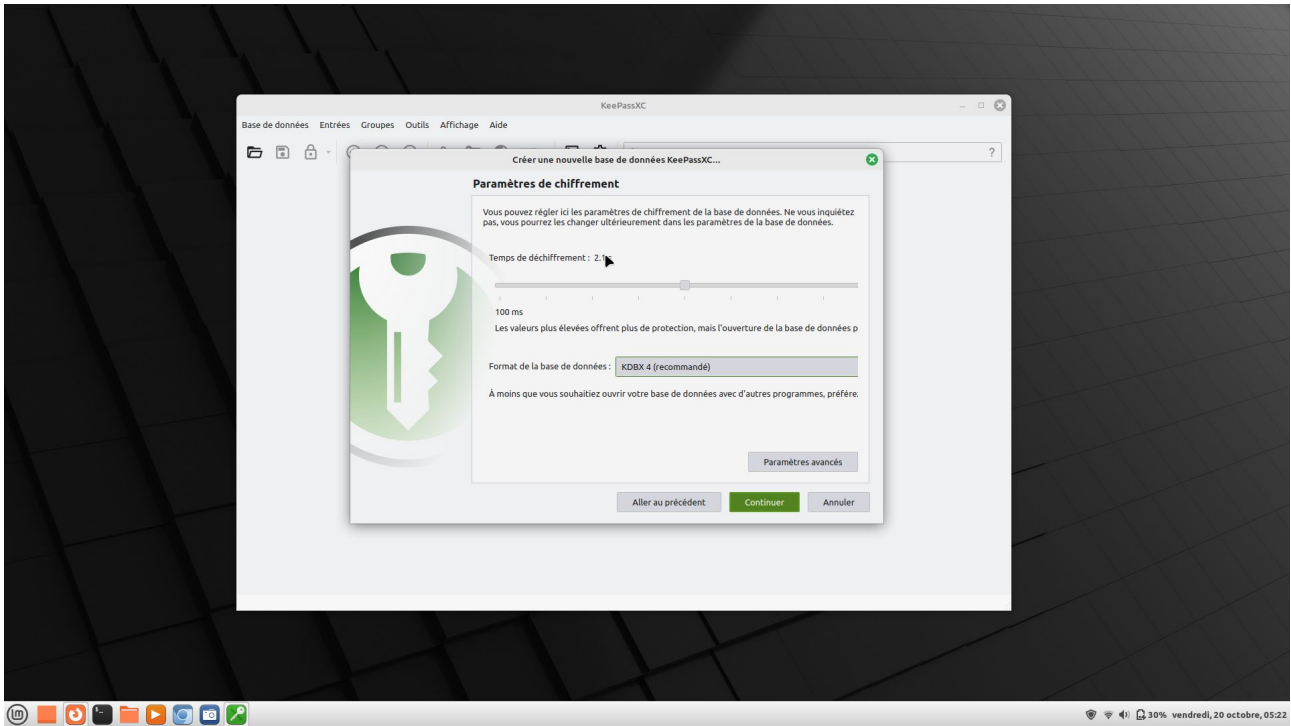 KeePassXC
Base de données Entrées Groupes Outils Affichage Aide
?
Créer une nouvelle base de données KeePassXC...
Paramètres de chiffrement
Vous pouvez régler ici les paramètres de chiffrement de la base de données. Ne vous inquiétez
pas, vous pourrez les changer ultérieurement dans les paramètres de la base de données.
Temps de déchiffrement : 2.1
100 ms
Les valeurs plus élevées offrent plus de protection, mais l'ouverture de la base de données p
Format de la base de données : KDBX 4 (recommandé)
À moins que vous souhaitiez ouvrir votre base de données avec d'autres programmes, préfére
Paramètres avancés
Aller au précédent Continuer Annuler
30% vendredi, 20 octobre, 05:22